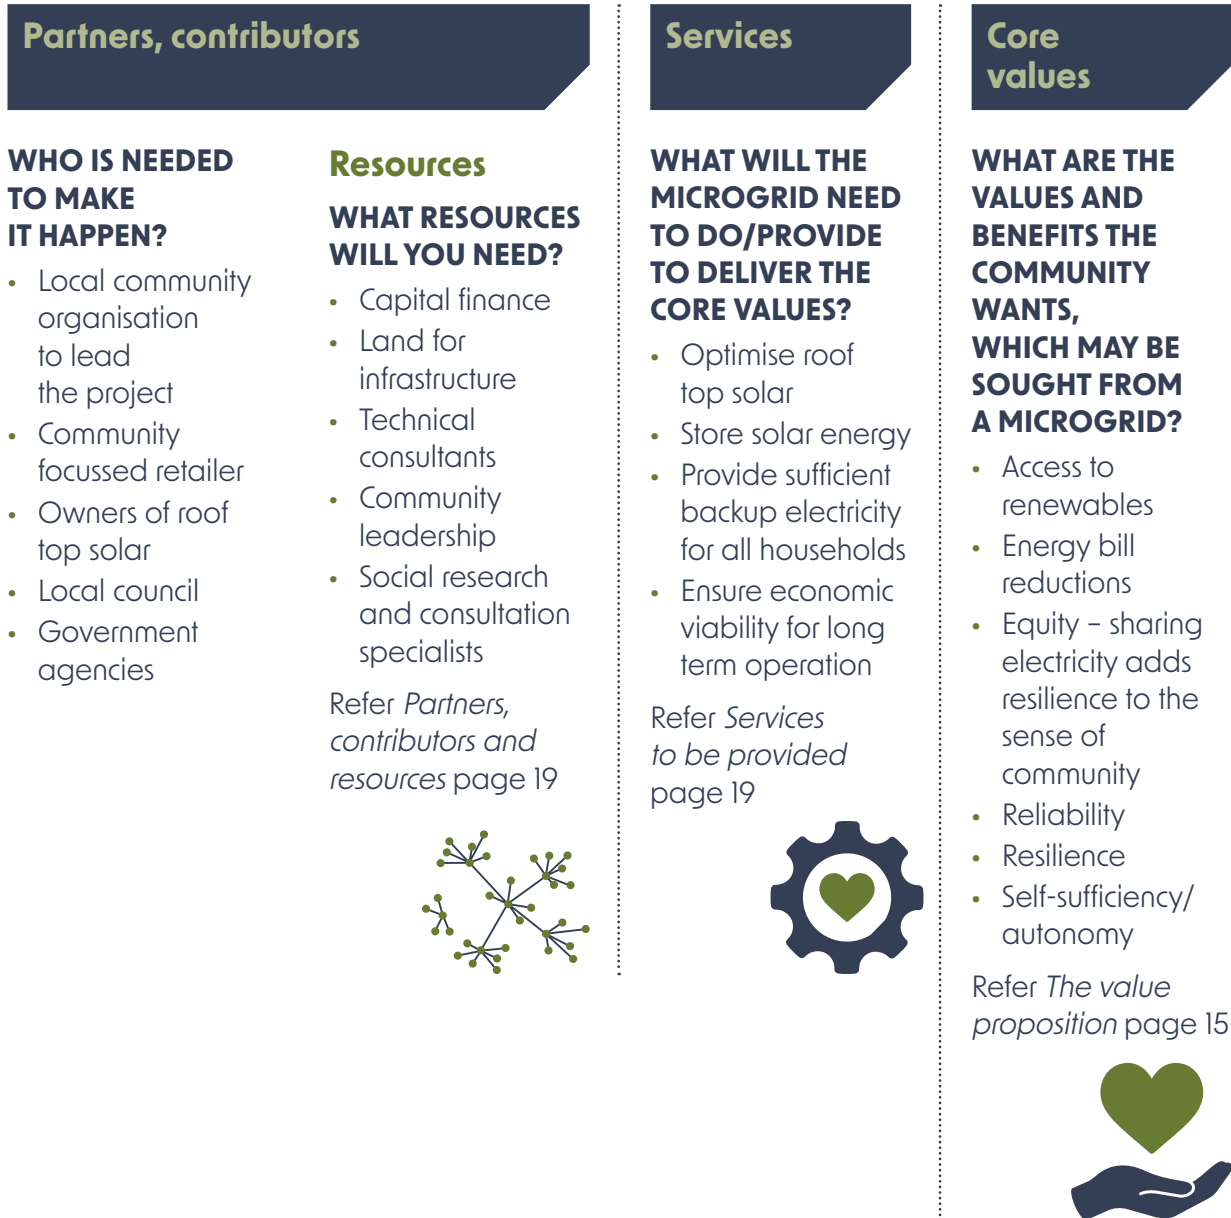 Partners, contributors
WHO IS NEEDED
TO MAKE
IT HAPPEN?
• Local community
organisation
to lead
the project
• Community
focussed retailer
• Owners of roof
top solar
• Local council
• Government
agencies
Resources
WHAT RESOURCES
WILL YOU NEED?
• Capital finance
• Land for
infrastructure
• Technical
consultants
• Community
leadership
• Social research
and consultation
specialists
Refer Partners,
contributors and
resources page 19
Services
WHAT WILL THE
MICROGRID NEED
TO DO/PROVIDE
TO DELIVER THE
CORE VALUES?
• Optimise roof
top solar
• Store solar energy
• Provide sufficient
backup electricity
for all households
• Ensure economic
viability for long
term operation
Refer Services
to be provided
page 19
Core
values
WHAT ARE THE
VALUES AND
BENEFITS THE
COMMUNITY
WANTS,
WHICH MAY BE
SOUGHT FROM
A MICROGRID?
• Access to
renewables
• Energy bill
reductions
• Equity – sharing
electricity adds
resilience to the
sense of
community
• Reliability
• Resilience
• Self-sufficiency/
autonomy
Refer The value
proposition page 15